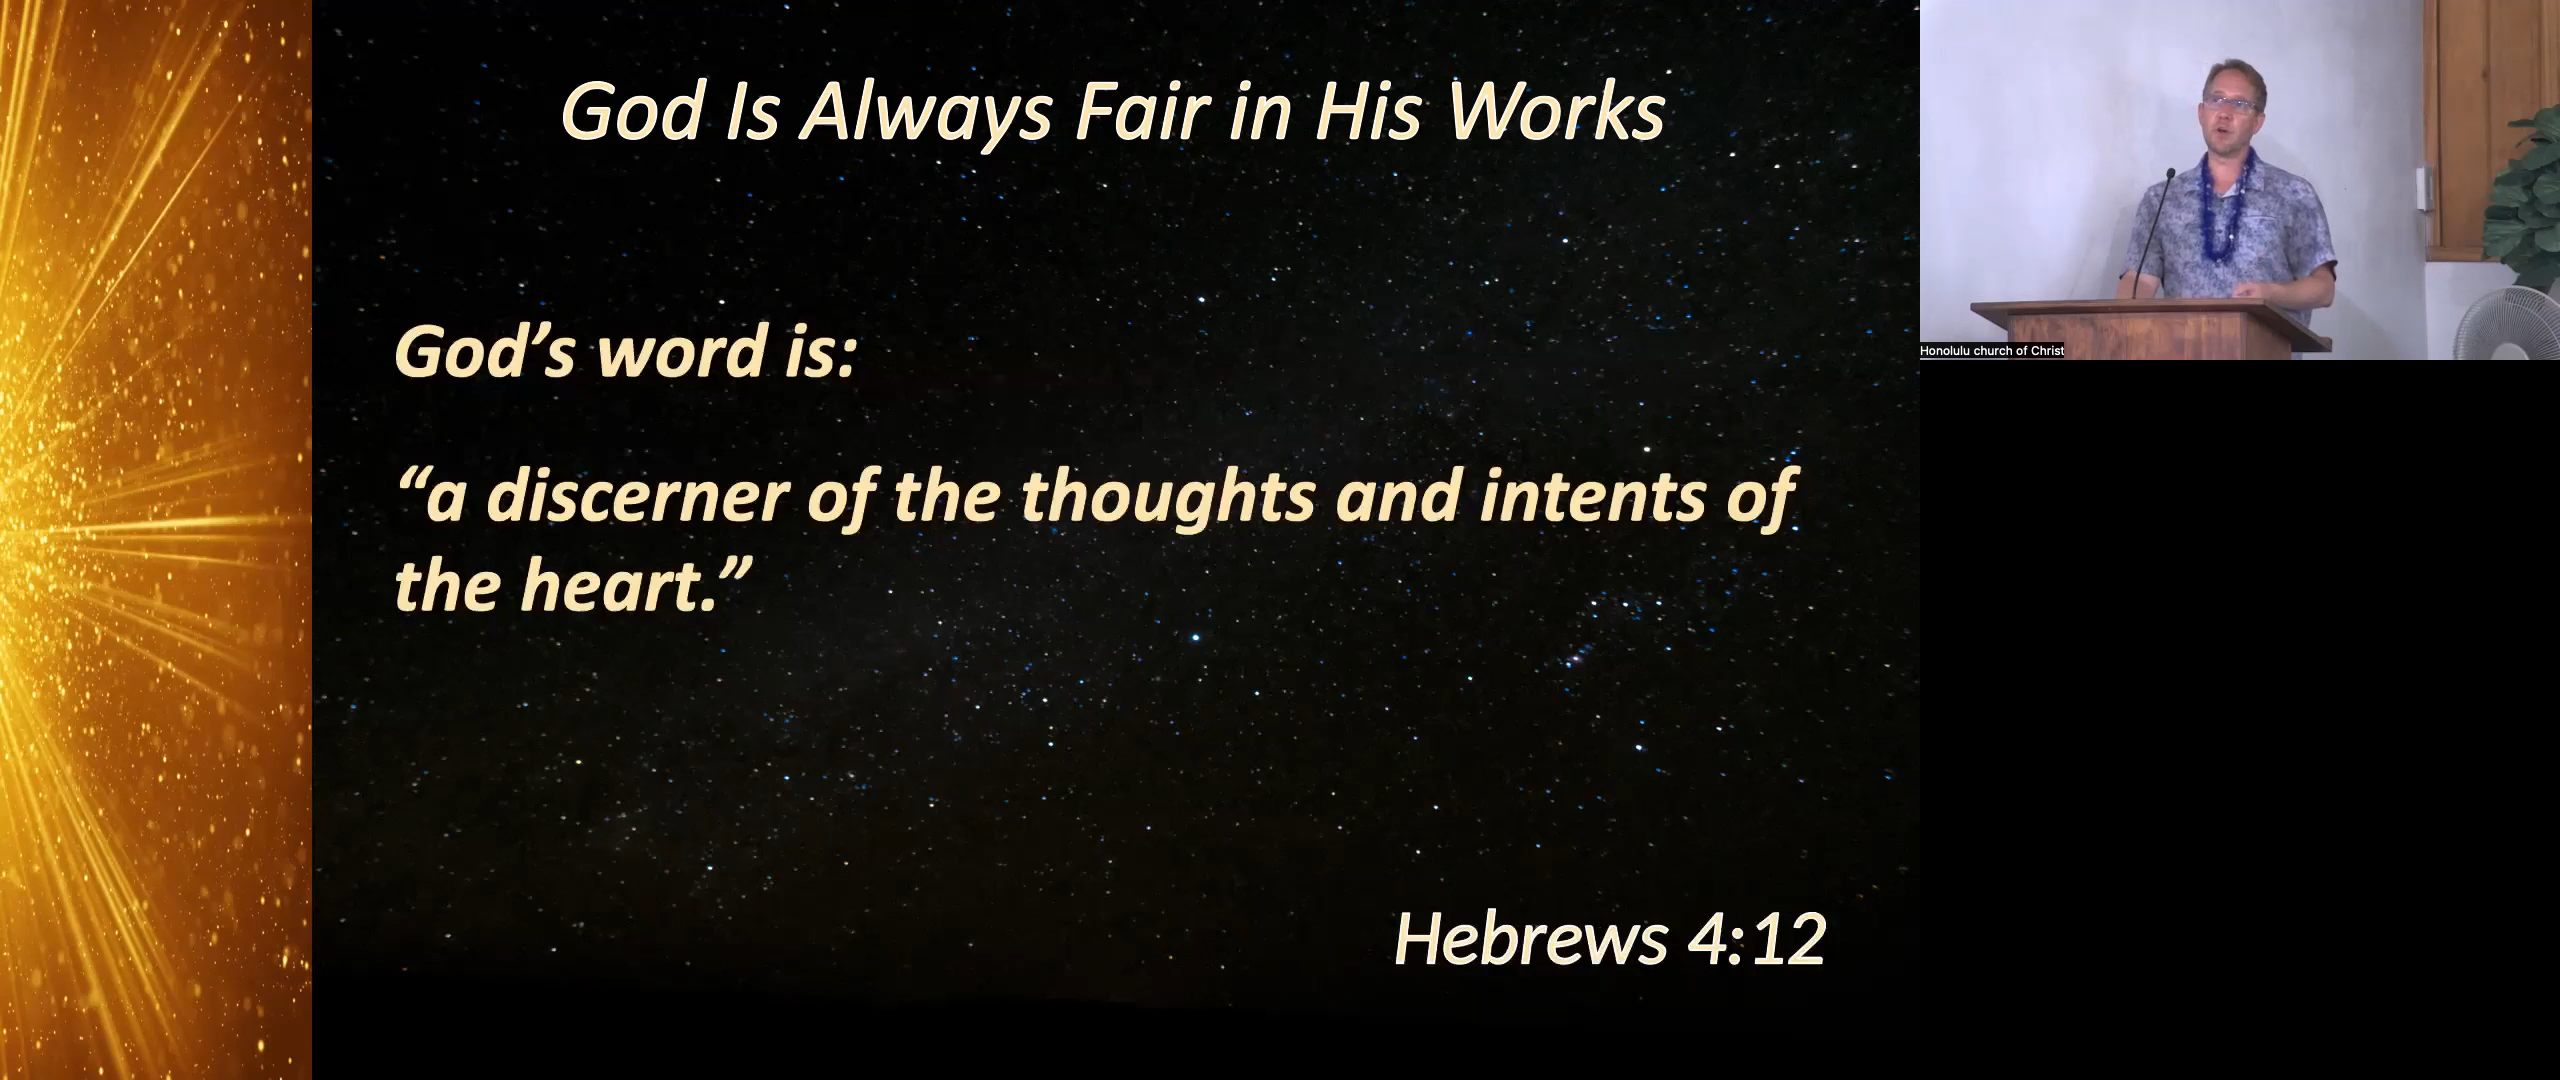 God Is Always Fair in His Works
God’s word is:
“a discerner of the thoughts and intents of
the heart.”
Hebrews 4:12
Honolulu church of Christ